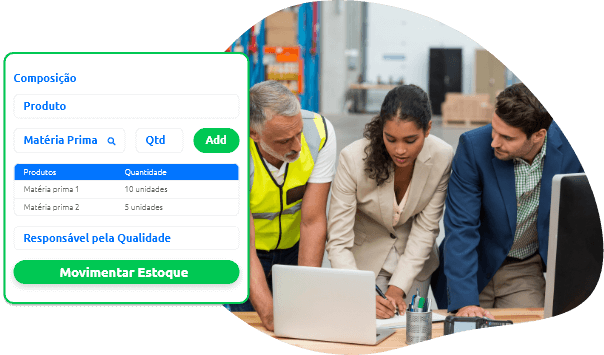 Composição
Produto
Matéria Prima Qtd Add
Produtos Quantidade
Matéria prima 1 10 unidades
Matéria prima 2 5 unidades
Responsável pela Qualidade
Movimentar Estoque